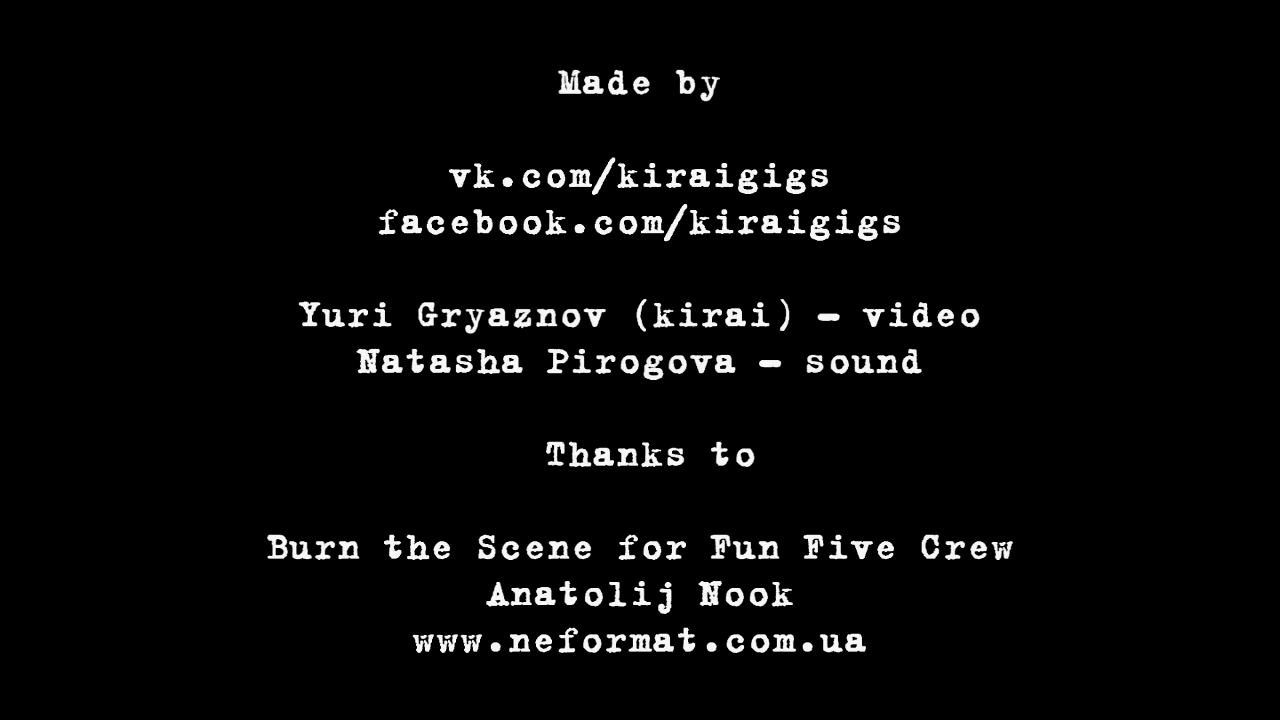 Made by
vk.com/kiraigigs
facebook.com/kiraigigs
Yuri Gryaznov (kirai) – video
Natasha Pirogova – sound
Thanks to
Burn the Scene for Fun Five Crew
Anatolij Nook
www.neformat.com.ua